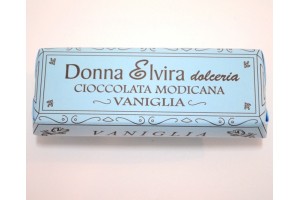 Donna Elvira dolceria
CIOCCOLATA MODICANA
VANIGLIA
VANIGLIA